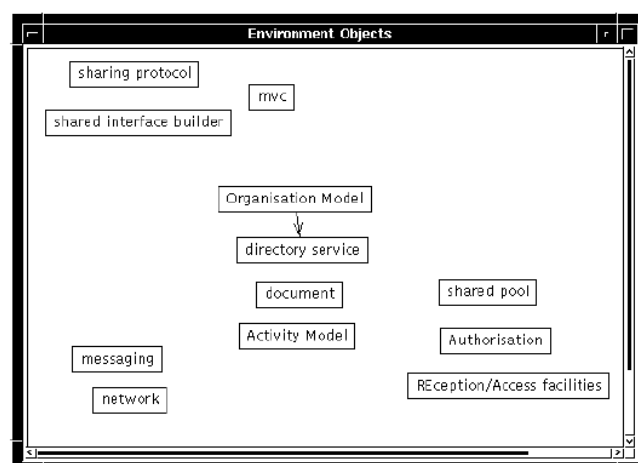 Environment Objects
sharing protocol
mvc
shared interface builder
Organisation Model
directory service
document
shared pool
Activity Model
Authorisation
messaging
REception/Access facilities
network